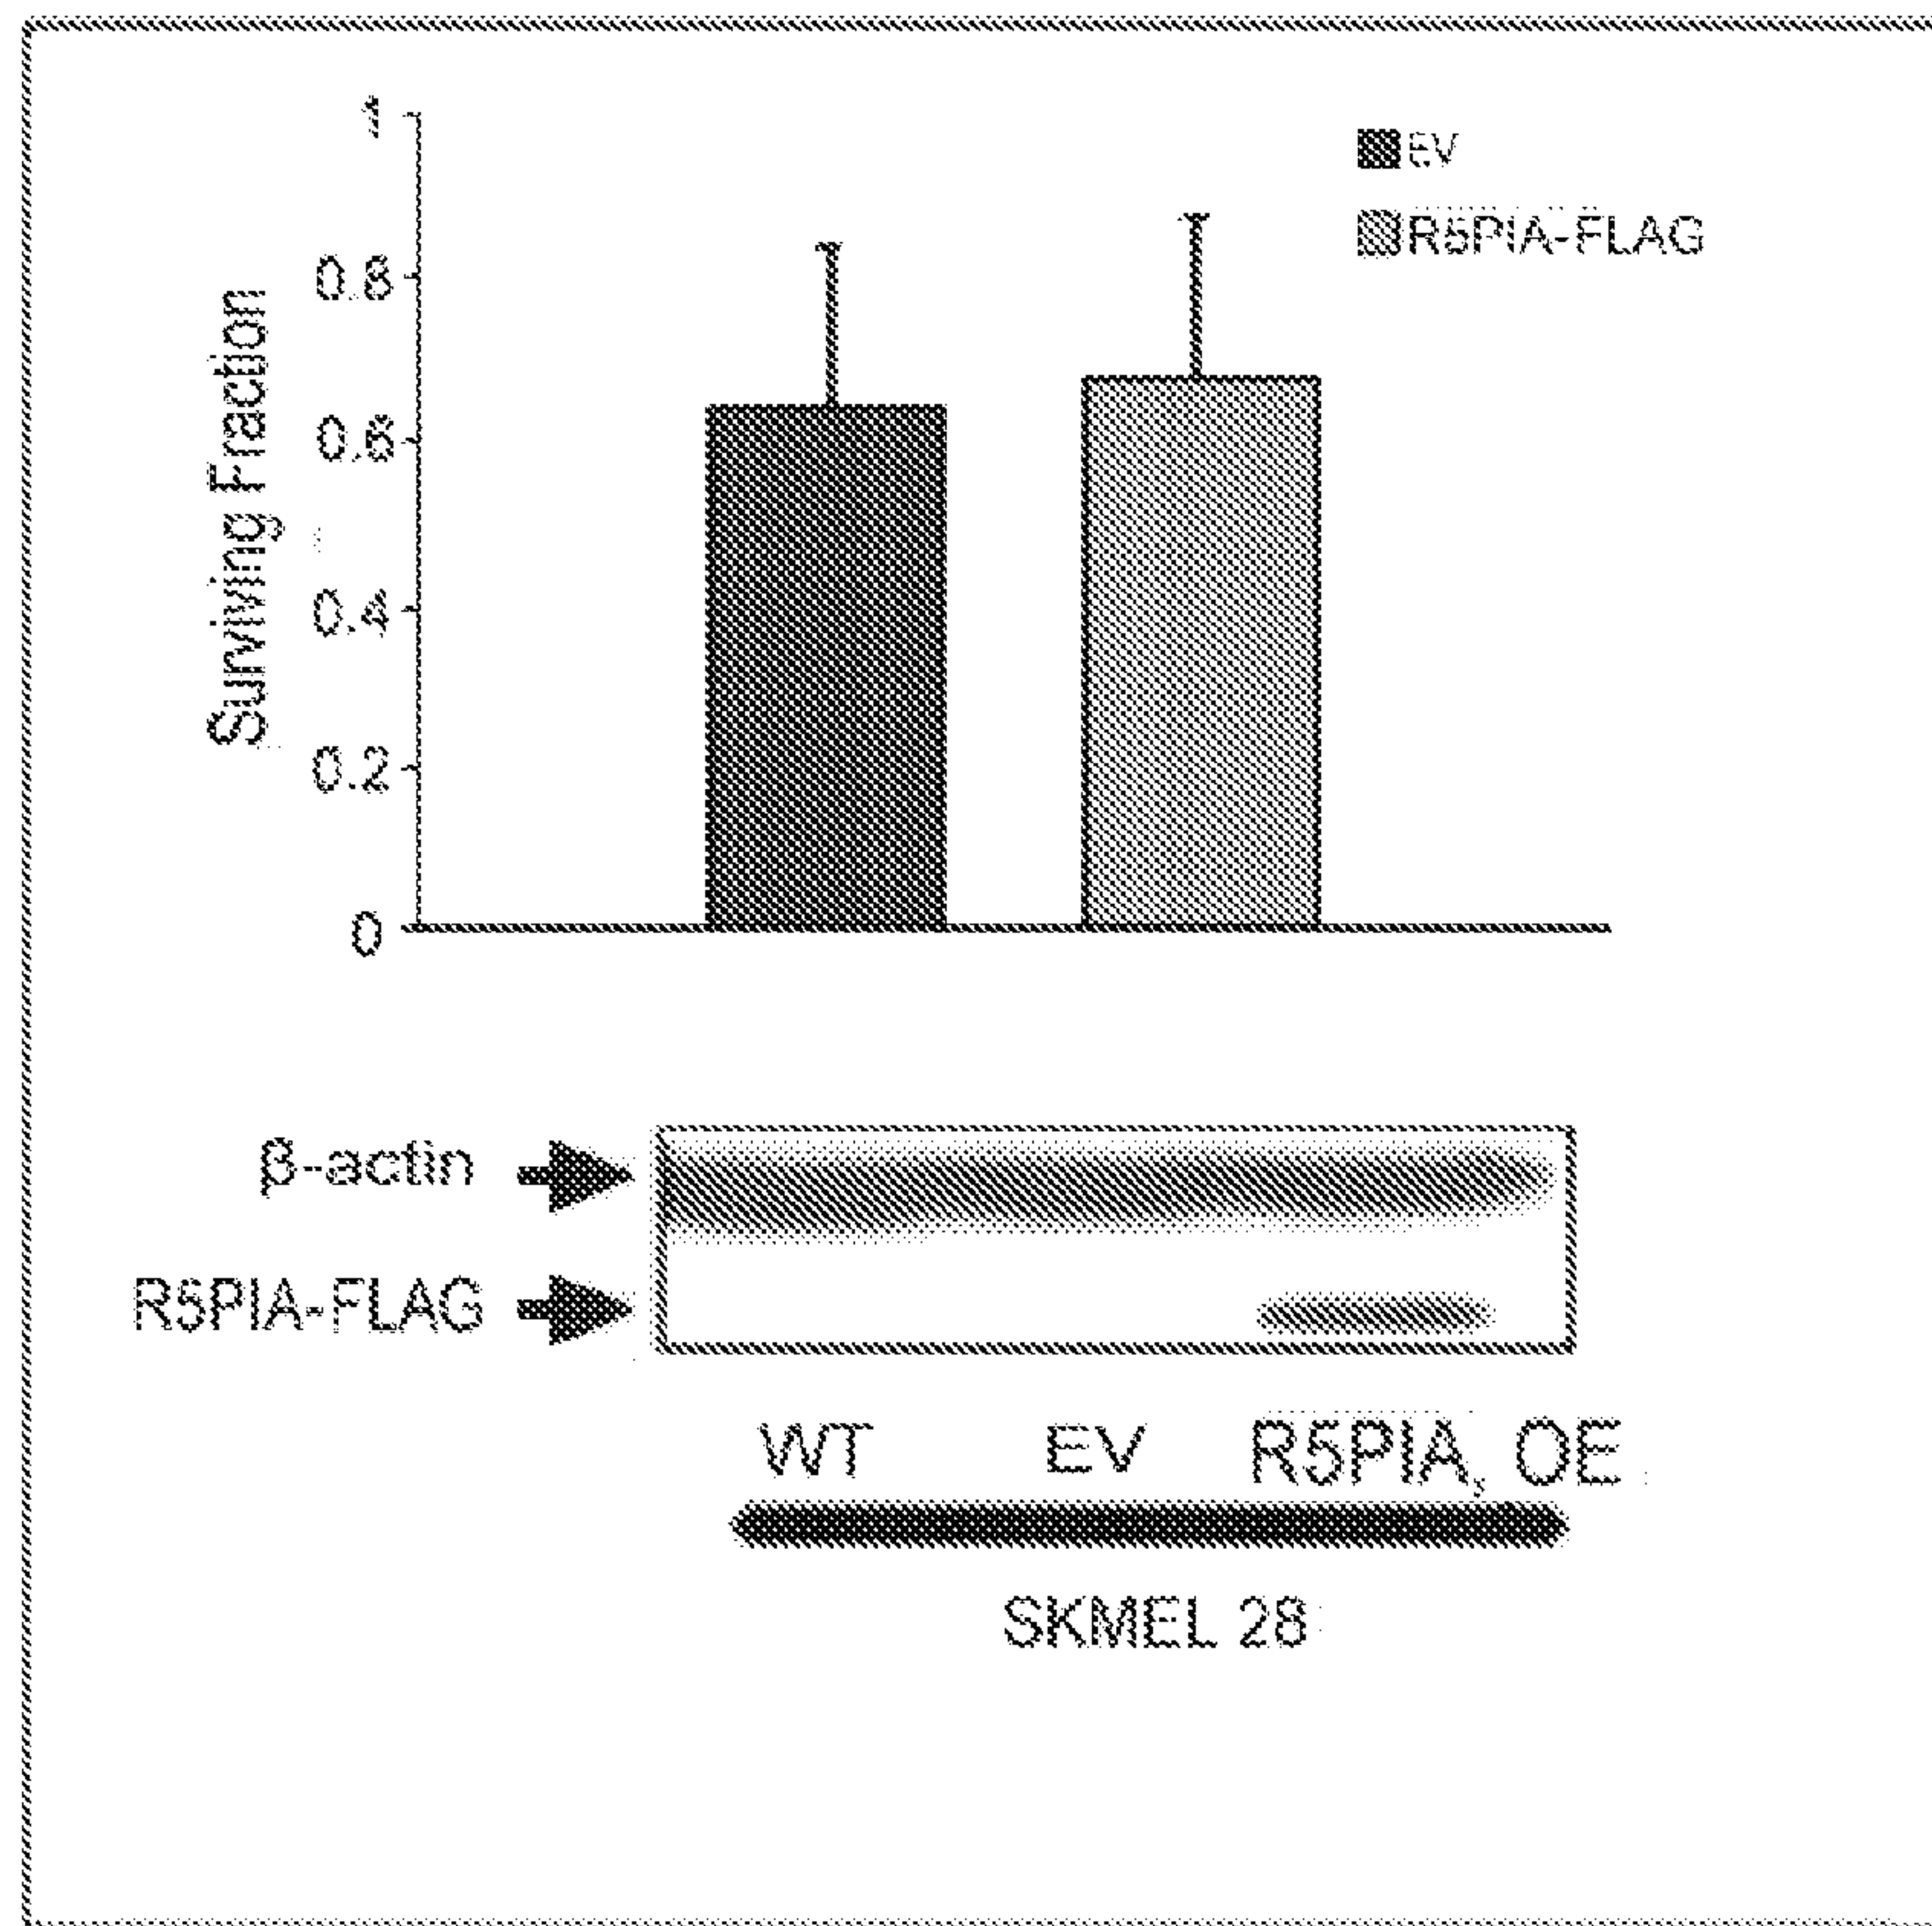 1
EV
R5PIA-FLAG
0.8
0.6
0.4
0.2
0
Surviving Fraction
β-actin
R5PIA-FLAG
WT EV R5PIA, OE
SKMEL 28